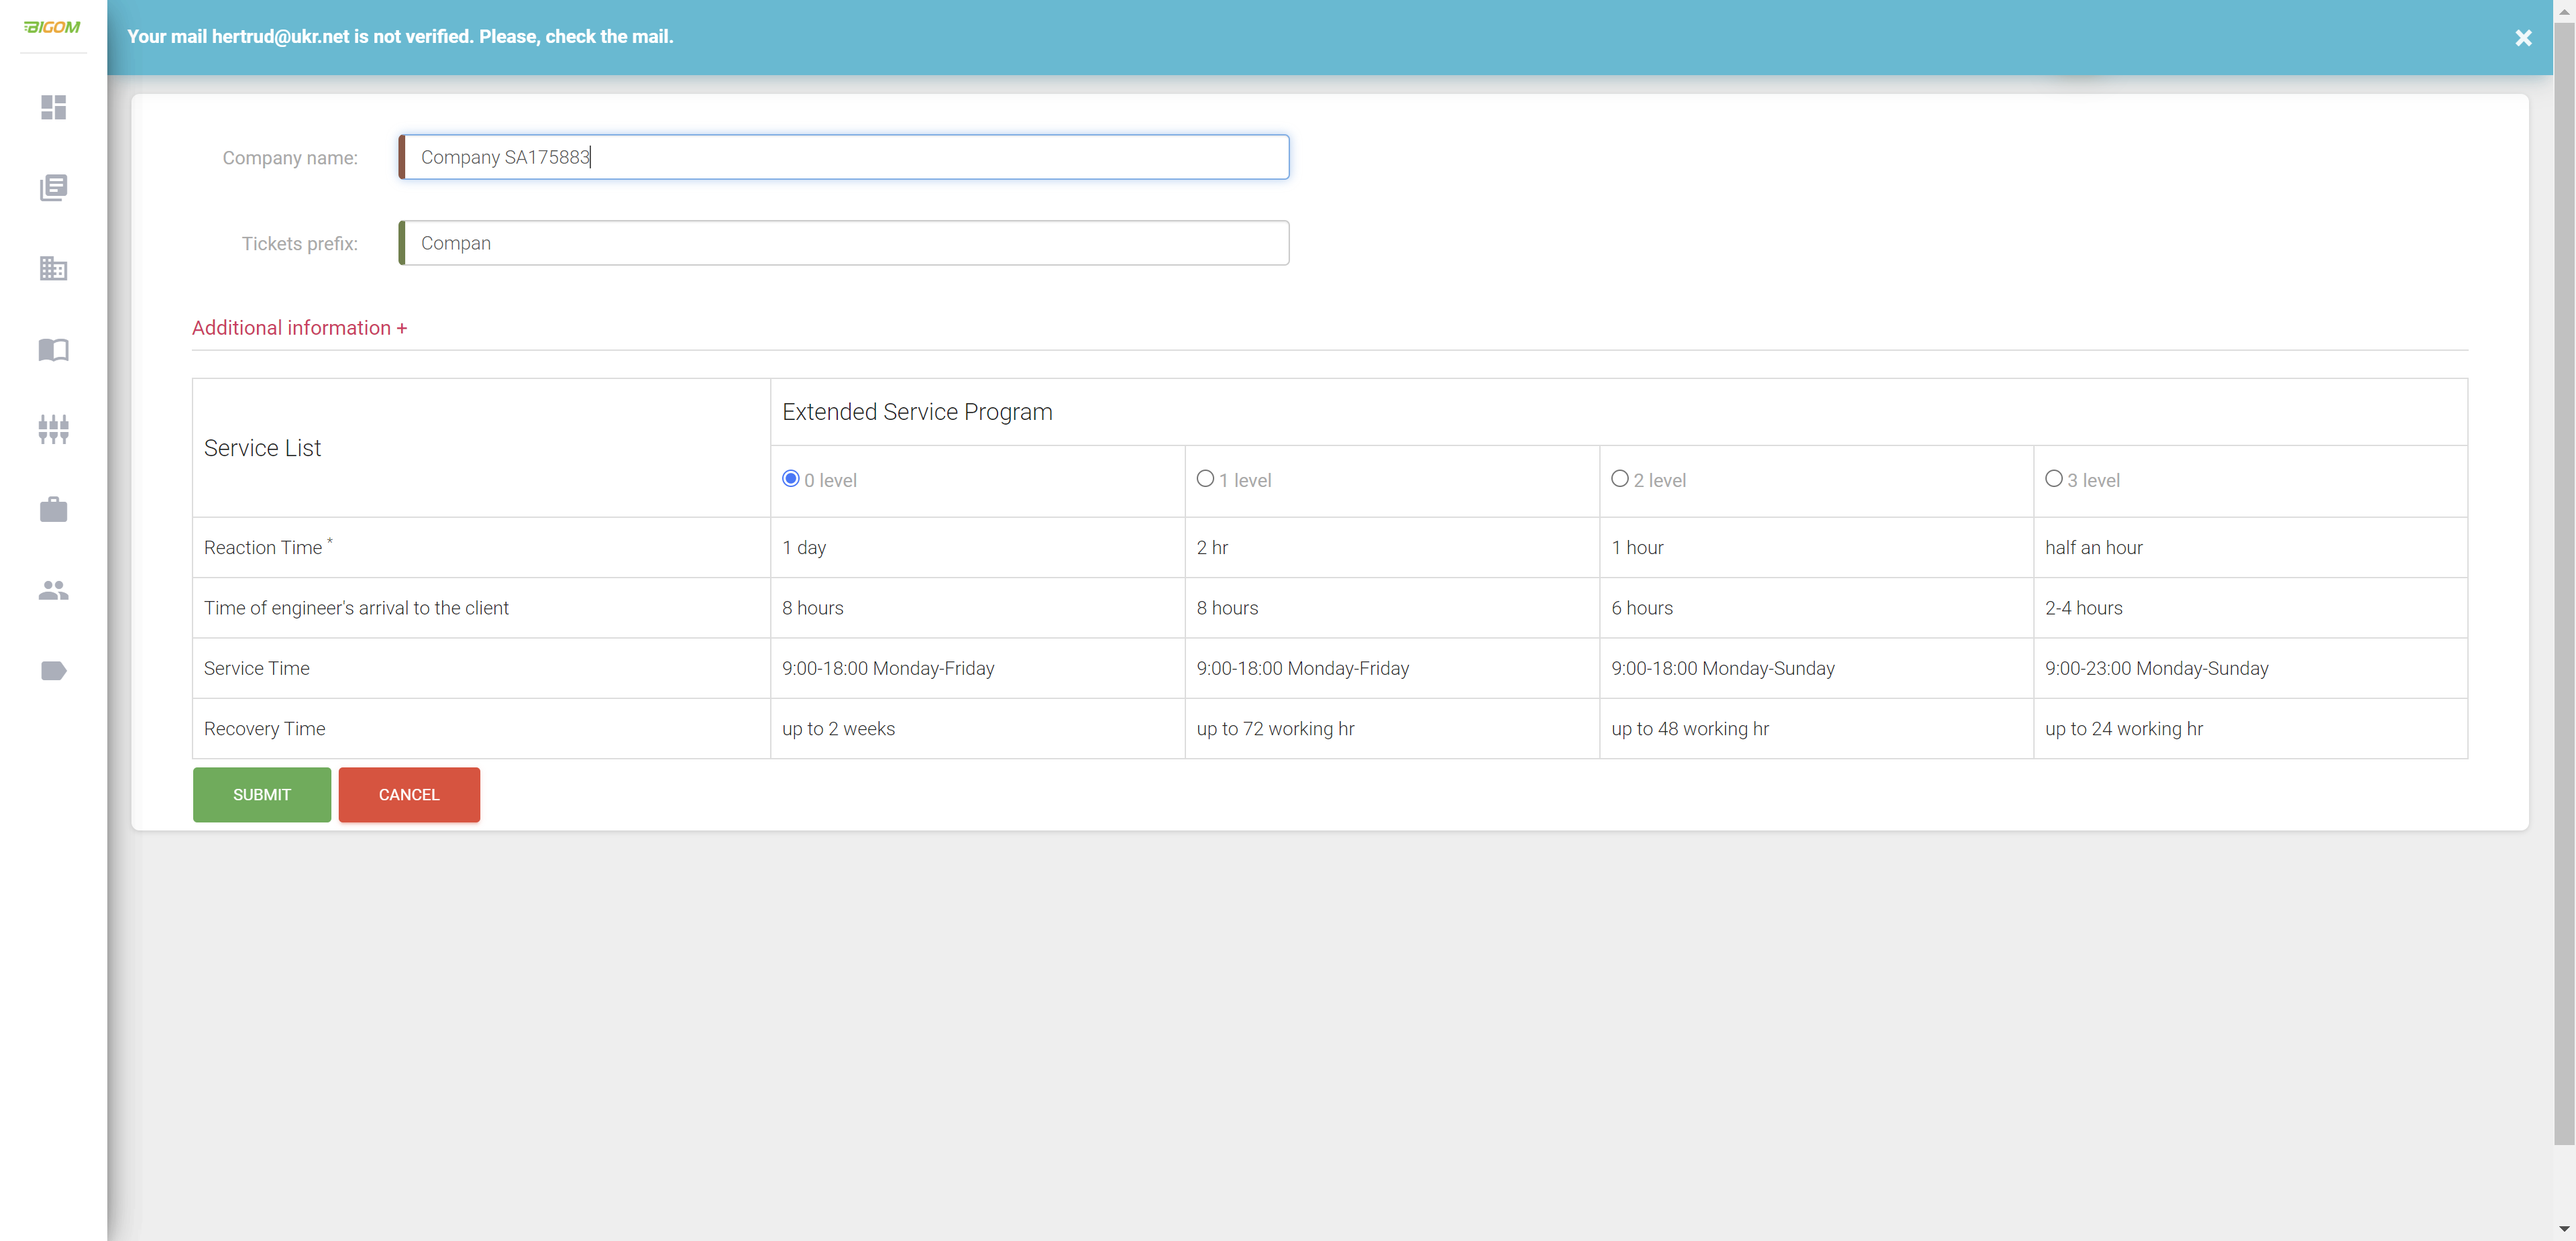 BIGOM
Your mail hertrud@ukr.net is not verified. Please, check the mail.
Company name:
Company SA175883
Tickets prefix:
Compan
Additional information +
Service List
Extended Service Program
0 level
1 level
2 level
3 level
Reaction Time *
1 day
2 hr
1 hour
half an hour
Time of engineer's arrival to the client
8 hours
8 hours
6 hours
2-4 hours
Service Time
9:00-18:00 Monday-Friday
9:00-18:00 Monday-Friday
9:00-18:00 Monday-Sunday
9:00-23:00 Monday-Sunday
Recovery Time
up to 2 weeks
up to 72 working hr
up to 48 working hr
up to 24 working hr
SUBMIT
CANCEL